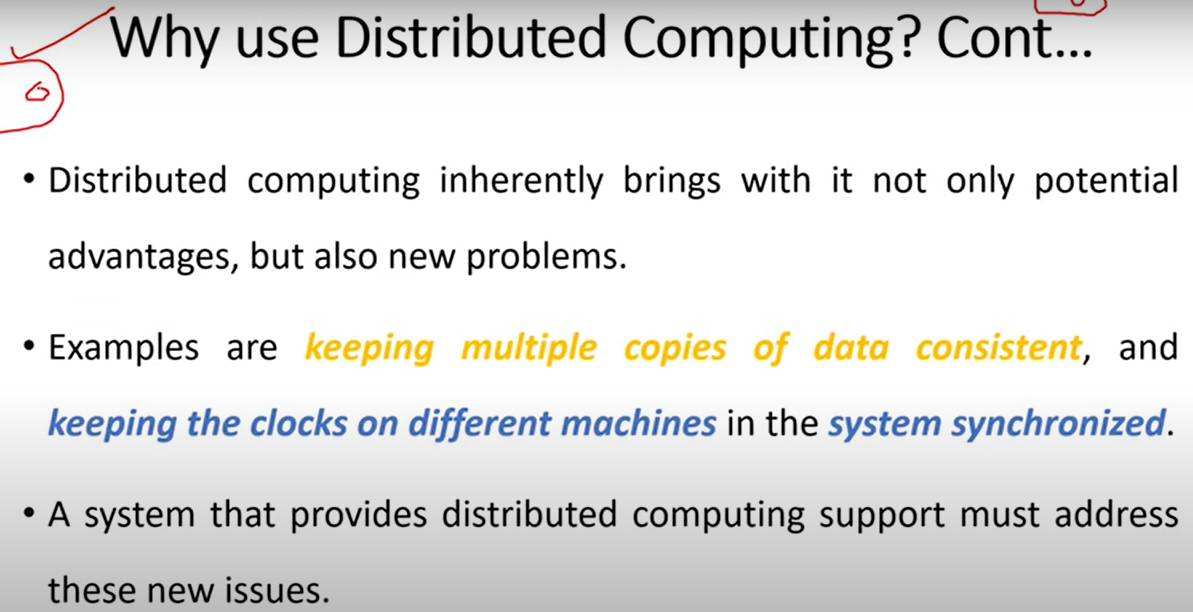 Why use Distributed Computing? Cont...
• Distributed computing inherently brings with it not only potential
advantages, but also new problems.
• Examples are keeping multiple copies of data consistent, and
keeping the clocks on different machines in the system synchronized.
• A system that provides distributed computing support must address
these new issues.